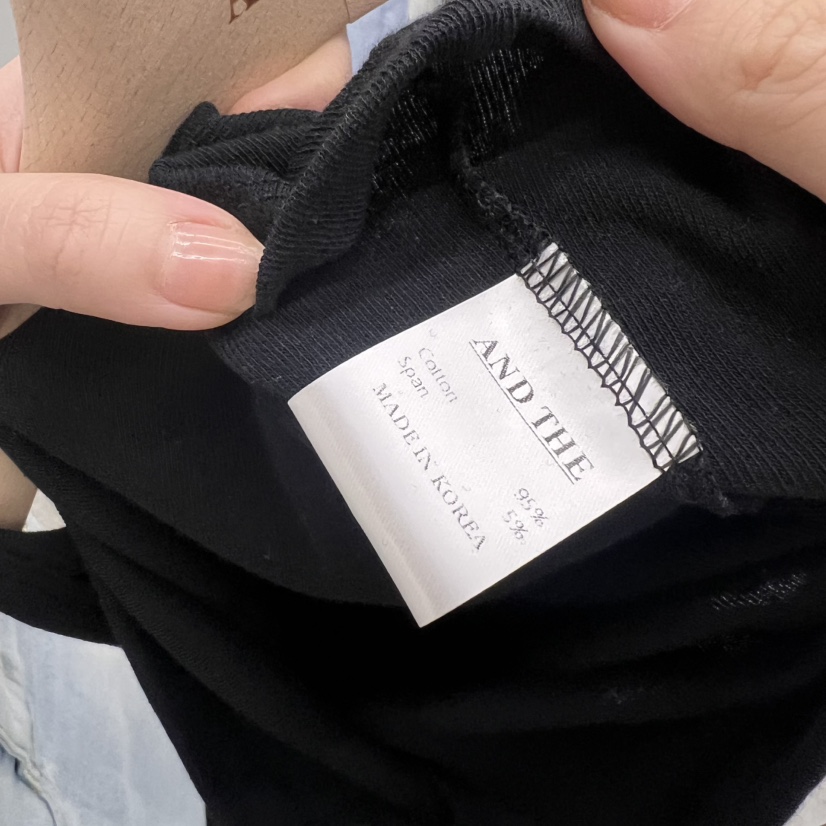 AND THE
Cotton 95%
Span 5%
MADE IN KOREA